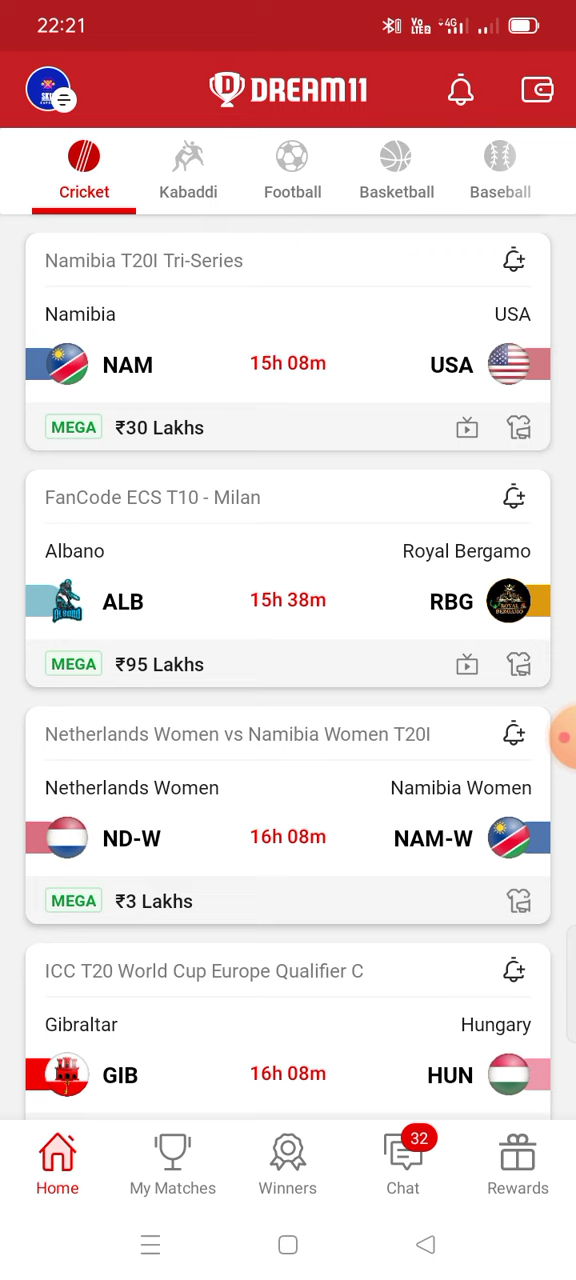 22:21
Vo LTE2 4G
DREAM11
Cricket Kabaddi Football Basketball Baseball
Namibia T20I Tri-Series
Namibia USA
NAM 15h 08m USA
MEGA ₹30 Lakhs
FanCode ECS T10 - Milan
Albano Royal Bergamo
ALB 15h 38m RBG
MEGA ₹95 Lakhs
Netherlands Women vs Namibia Women T20I
Netherlands Women Namibia Women
ND-W 16h 08m NAM-W
MEGA ₹3 Lakhs
ICC T20 World Cup Europe Qualifier C
Gibraltar Hungary
GIB 16h 08m HUN
32
Home My Matches Winners Chat Rewards